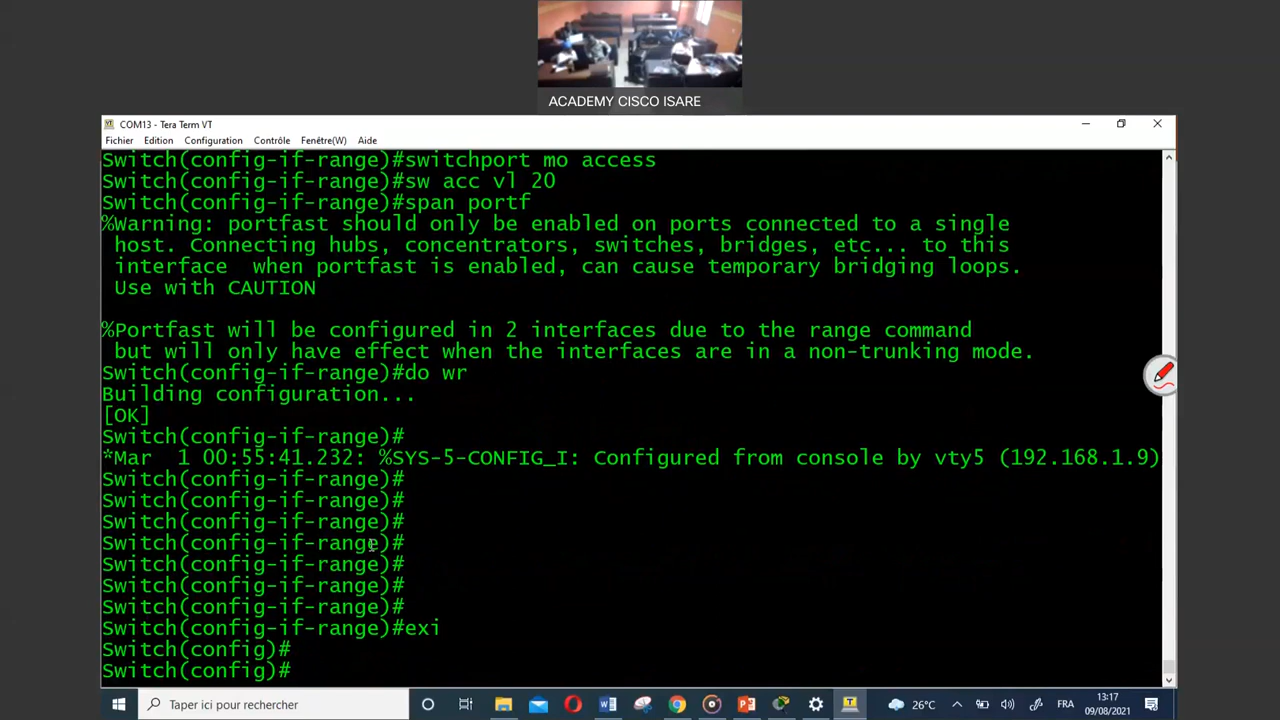 ACADEMY CISCO ISARE
COM13 - Tera Term VT
Fichier Edition Configuration Contrôle Fenêtre(W) Aide
Switch(config-if-range)#switchport mo access
Switch(config-if-range)#sw acc vl 20
Switch(config-if-range)#span portf
%Warning: portfast should only be enabled on ports connected to a single
host. Connecting hubs, concentrators, switches, bridges, etc... to this
interface  when portfast is enabled, can cause temporary bridging loops.
Use with CAUTION
%Portfast will be configured in 2 interfaces due to the range command
but will only have effect when the interfaces are in a non-trunking mode.
Switch(config-if-range)#do wr
Building configuration...
[OK]
Switch(config-if-range)#
*Mar  1 00:55:41.232: %SYS-5-CONFIG_I: Configured from console by vty5 (192.168.1.9)
Switch(config-if-range)#
Switch(config-if-range)#
Switch(config-if-range)#
Switch(config-if-range)#
Switch(config-if-range)#
Switch(config-if-range)#
Switch(config-if-range)#
Switch(config-if-range)#exi
Switch(config)#
Switch(config)#
Taper ici pour rechercher
26°C
FRA
13:17
09/08/2021